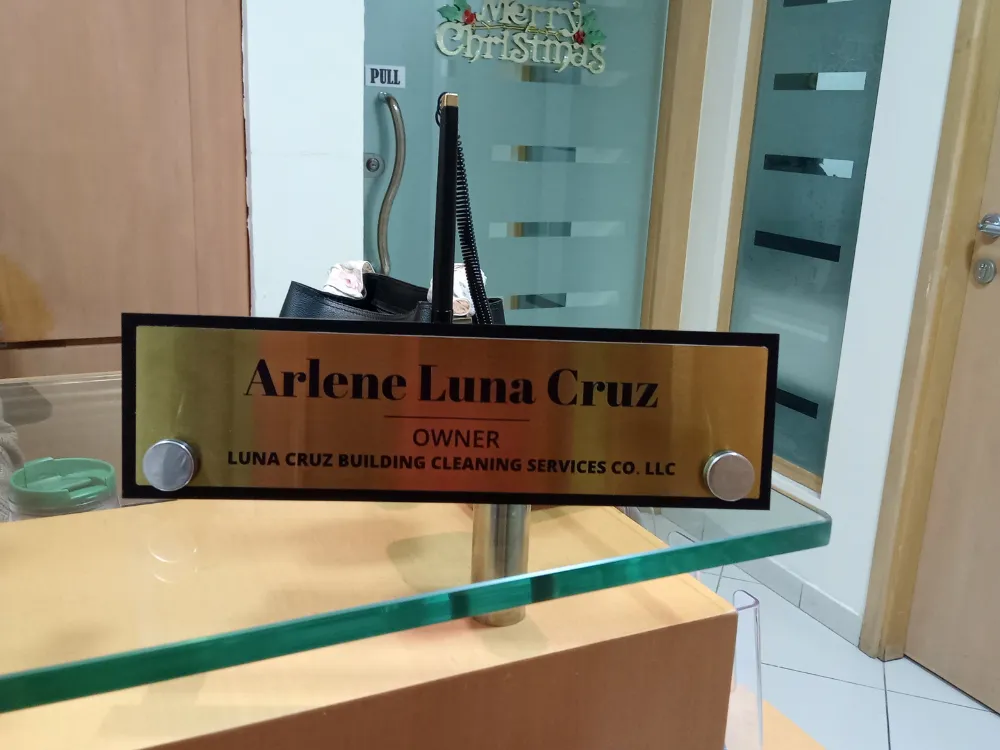 Merry
Christmas
PULL
Arlene Luna Cruz
OWNER
LUNA CRUZ BUILDING CLEANING SERVICES CO. LLC